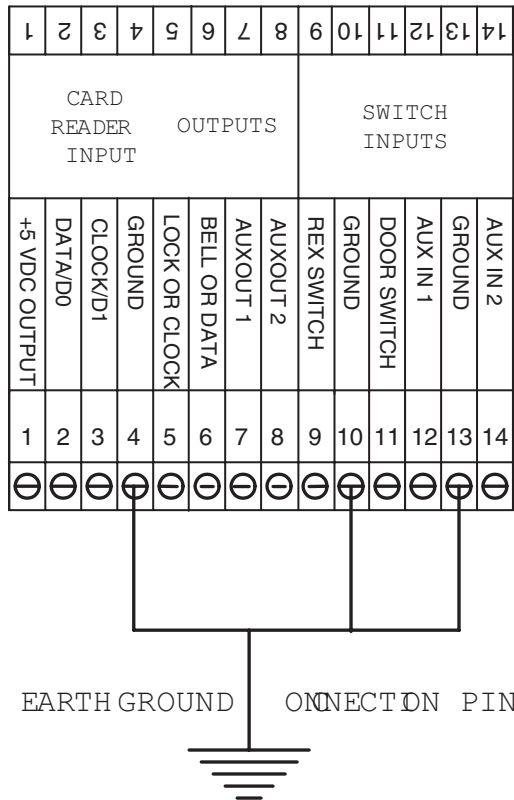 1 2 3 4 5 6 7 8 9 10 11 12 13 14
CARD
READER
INPUT
OUTPUTS
SWITCH
INPUTS
+5 VDC OUTPUT
DATA/D0
CLOCK/D1
GROUND
LOCK OR CLOCK
BELL OR DATA
AUXOUT 1
AUXOUT 2
REX SWITCH
GROUND
DOOR SWITCH
AUX IN 1
GROUND
AUX IN 2
1 2 3 4 5 6 7 8 9 10 11 12 13 14
EARTH GROUND CONNECTION PIN